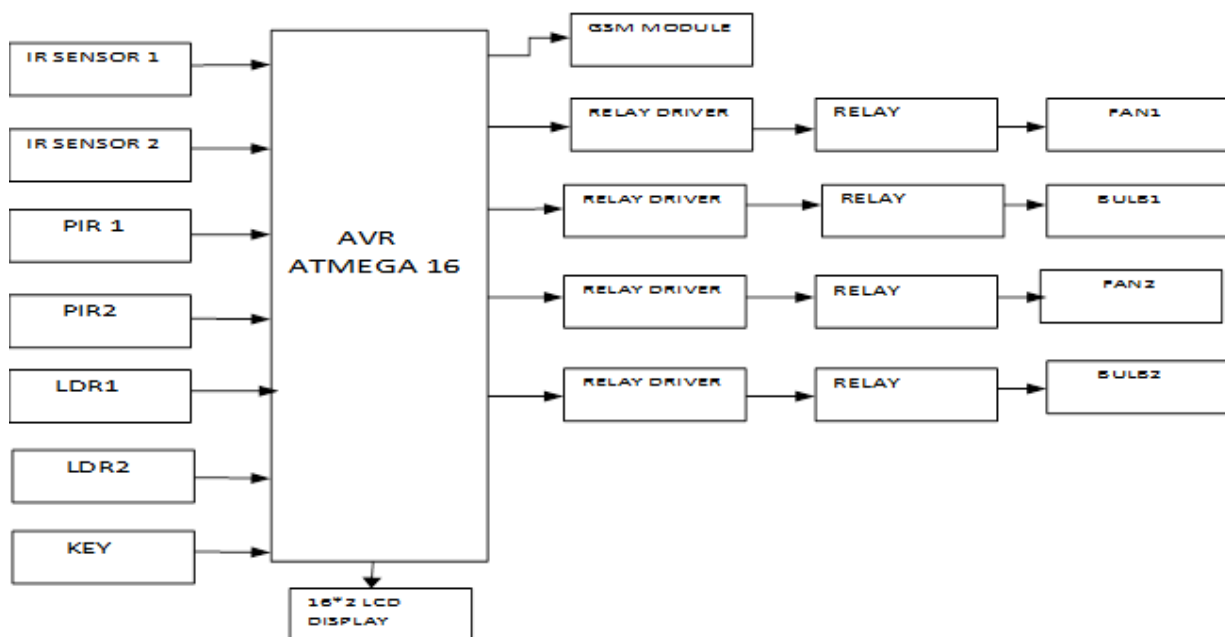 IR SENSOR 1
IR SENSOR 2
PIR 1
PIR2
LDR1
LDR2
KEY
AVR
ATMEGA 16
16*2 LCD
DISPLAY
GSM MODULE
RELAY DRIVER
RELAY
FAN1
RELAY DRIVER
RELAY
BULB1
RELAY DRIVER
RELAY
FAN2
RELAY DRIVER
RELAY
BULB2